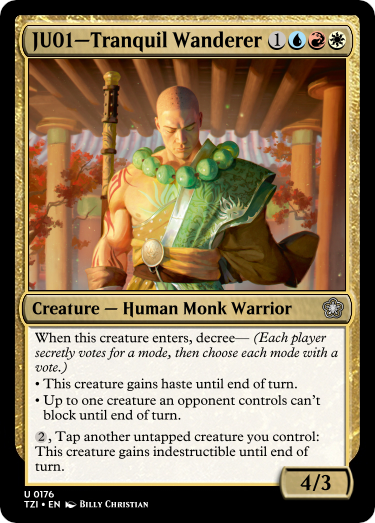 JU01—Tranquil Wanderer 1
Creature — Human Monk Warrior
When this creature enters, decree— (Each player
secretly votes for a mode, then choose each mode with a
vote.)
• This creature gains haste until end of turn.
• Up to one creature an opponent controls can't
block until end of turn.
2, Tap another untapped creature you control:
This creature gains indestructible until end of
turn.
4/3
U 0176
TZI • EN Billy Christian